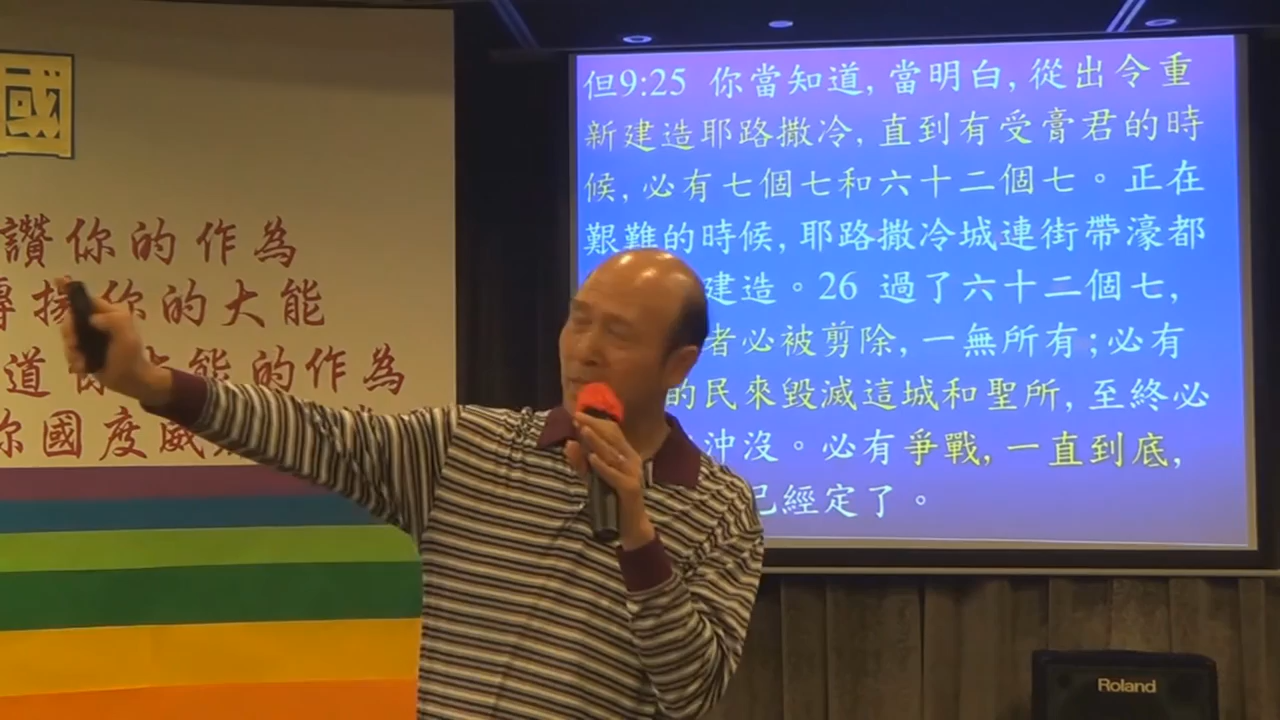 國
讚你的作為
揚你的大能
道 能的作為
你國度威
但9:25 你當知道, 當明白, 從出令重
新建造耶路撒冷, 直到有受膏君的時
候, 必有七個七和六十二個七。正在
艱難的時候, 耶路撒冷城連街帶濠都
建造。26 過了六十二個七,
者必被剪除, 一無所有; 必有
的民來毀滅這城和聖所, 至終必
沖沒。必有爭戰, 一直到底,
已經定了。
Roland